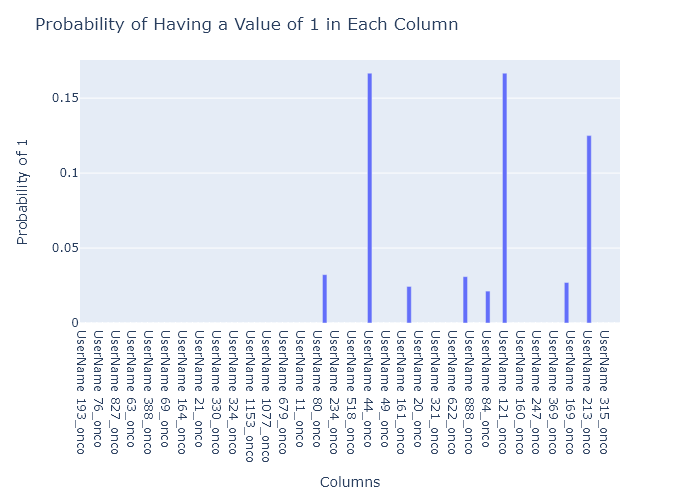 Probability of Having a Value of 1 in Each Column
Probability of 1
0.15
0.1
0.05
0
UserName 193_onco
UserName 76_onco
UserName 827_onco
UserName 63_onco
UserName 388_onco
UserName 69_onco
UserName 164_onco
UserName 21_onco
UserName 330_onco
UserName 324_onco
UserName 1153_onco
UserName 1077_onco
UserName 679_onco
UserName 11_onco
UserName 80_onco
UserName 234_onco
UserName 518_onco
UserName 44_onco
UserName 49_onco
UserName 161_onco
UserName 20_onco
UserName 321_onco
UserName 622_onco
UserName 888_onco
UserName 84_onco
UserName 121_onco
UserName 160_onco
UserName 247_onco
UserName 369_onco
UserName 169_onco
UserName 213_onco
UserName 315_onco
Columns